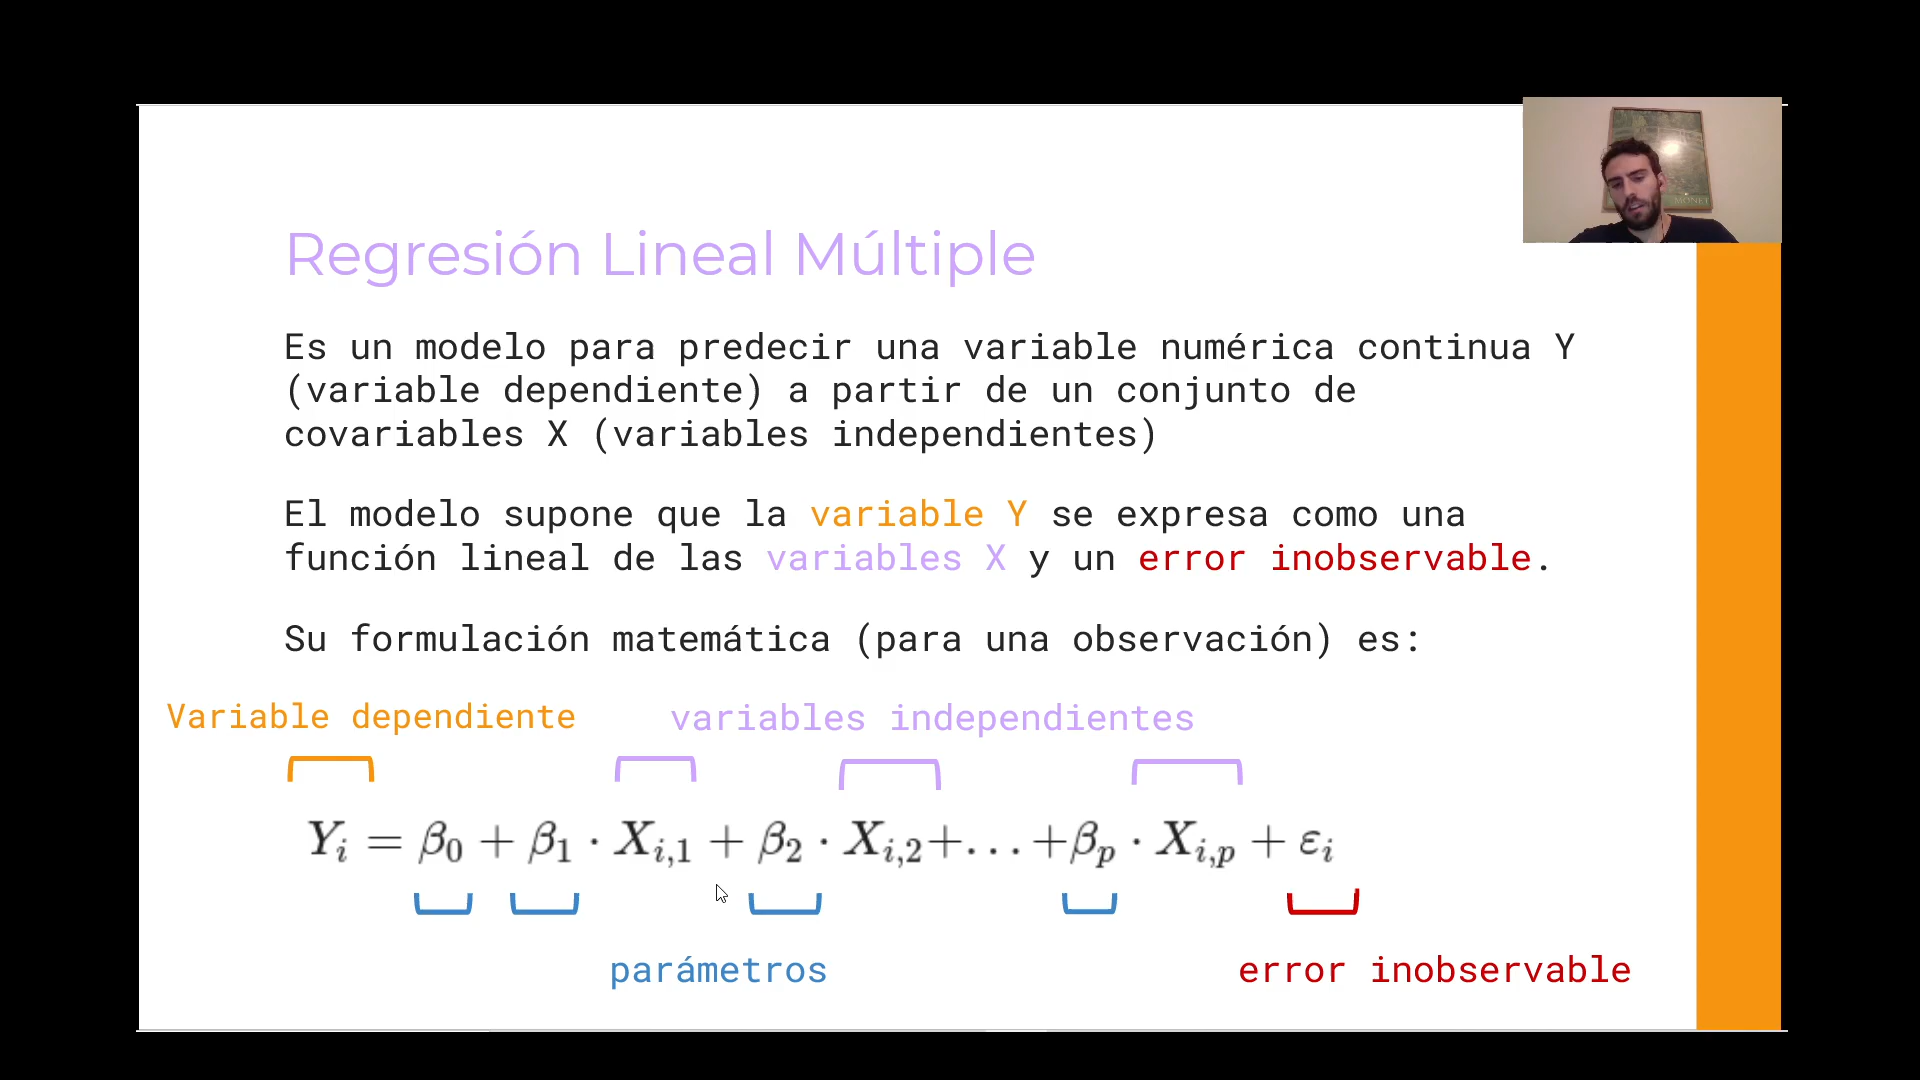 MONET
Regresión Lineal Múltiple
Es un modelo para predecir una variable numérica continua Y
(variable dependiente) a partir de un conjunto de
covariables X (variables independientes)
El modelo supone que la variable Y se expresa como una
función lineal de las variables X y un error inobservable.
Su formulación matemática (para una observación) es:
Variable dependiente variables independientes
Yᵢ = β₀ + β₁ · Xᵢ,₁ + β₂ · Xᵢ,₂+...+βₚ · Xᵢ,ₚ + εᵢ
parámetros error inobservable